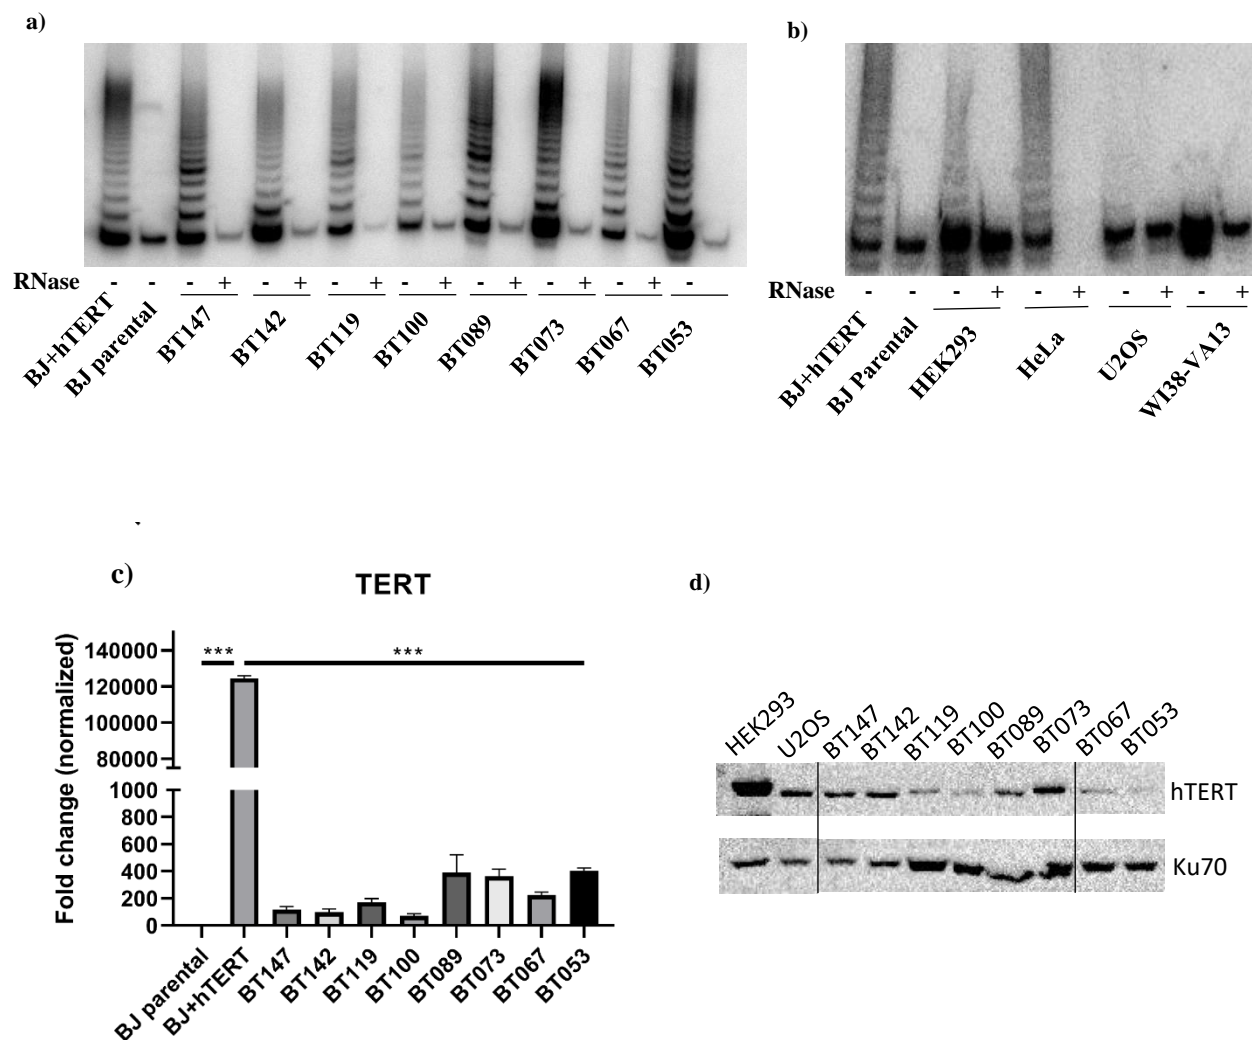 a)
RNase - - - + - + - + - + - + - + - + -
BJ+hTERT BJ parental BT147 BT142 BT119 BT100 BT089 BT073 BT067 BT053
b)
RNase - - - + - + - + - +
BJ+hTERT BJ Parental HEK293 HeLa U2OS WI38-VA13
c)
TERT
Fold change (normalized)
140000
120000
100000
80000
1000
800
600
400
200
0
*** ***
BJ parental BJ+hTERT BT147 BT142 BT119 BT100 BT089 BT073 BT067 BT053
d)
HEK293 U2OS BT147 BT142 BT119 BT100 BT089 BT073 BT067 BT053
hTERT
Ku70